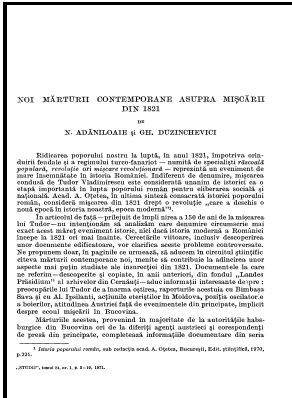 NOI MĂRTURII CONTEMPORANE ASUPRA MIȘCĂRII
DIN 1821
DE
N. ADĂNILOAIE și GH. DUZINCHEVICI
Ridicarea poporului nostru la luptă, în anul 1821, împotriva orîn-
duirii feudale și a regimului turco-fanariot — numită de specialiști răscoală
populară, revoluție ori mișcare revoluționară — reprezintă un eveniment de
mare însemnătate în istoria României. Indiferent de denumire, mișcarea
condusă de Tudor Vladimirescu este considerată unanim de istorici ca o
etapă importantă în lupta poporului român pentru eliberarea socială și
națională. Acad. A. Oțetea, în ultima sinteză consacrată istoriei poporului
român, consideră mișcarea din 1821 drept o revoluție „care a deschis o
nouă epocă în istoria noastră, epoca modernă”¹.
În articolul de față — prilejuit de împlinirea a 150 de ani de la mișcarea
lui Tudor — nu intenționăm să analizăm care denumire circumscrie mai
exact acest măreț eveniment istoric, nici dacă istoria modernă a României
începe la 1821 ori mai înainte. Cercetările viitoare, inclusiv descoperirea
unor documente edificatoare, vor clarifica aceste probleme controversate.
Ne propunem doar, în paginile ce urmează, să aducem în circuitul științific
cîteva mărturii contemporane noi, menite să contribuie la adîncirea unor
aspecte mai puțin studiate ale insurecției din 1821. Documentele la care
ne referim — descoperite și copiate, în anii anteriori, din fondul „Landes
Präsidium” al arhivelor din Cernăuți — aduc informații interesante despre :
preocupările lui Tudor de a înarma oștirea, raporturile acestuia cu Bimbașa
Sava și cu Al. Ipsilanti, acțiunile eteriștilor în Moldova, poziția oscilatorie
a boierilor, atitudinea Austriei față de evenimentele din principate, implicit
despre ecoul mișcării în Bucovina.
Mărturiile acestea, provenind în majoritate de la autoritățile habs-
burgice din Bucovina ori de la diferiți agenți austrieci și corespondenți
de presă din principate, completează informațiile documentare din seria
¹ Istoria poporului român, sub redacția acad. A. Oțetea, București, Edit. științifică, 1970,
p.221.
„STUDII”, tomul 24, nr. 1, p. 3—19, 1971.